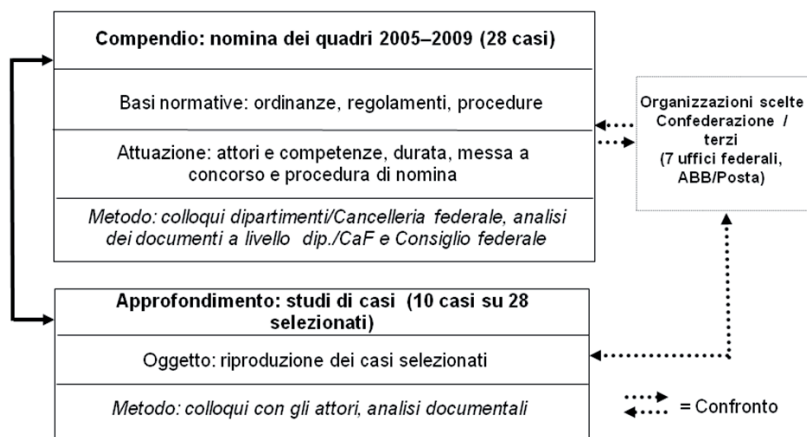 Compendio: nomina dei quadri 2005–2009 (28 casi)
Basi normative: ordinanze, regolamenti, procedure
Attuazione: attori e competenze, durata, messa a
concorso e procedura di nomina
Metodo: colloqui dipartimenti/Cancelleria federale, analisi
dei documenti a livello dip./CaF e Consiglio federale
Organizzazioni scelte
Confederazione /
terzi
(7 uffici federali,
ABB/Posta)
Approfondimento: studi di casi (10 casi su 28
selezionati)
Oggetto: riproduzione dei casi selezionati
Metodo: colloqui con gli attori, analisi documentali
= Confronto